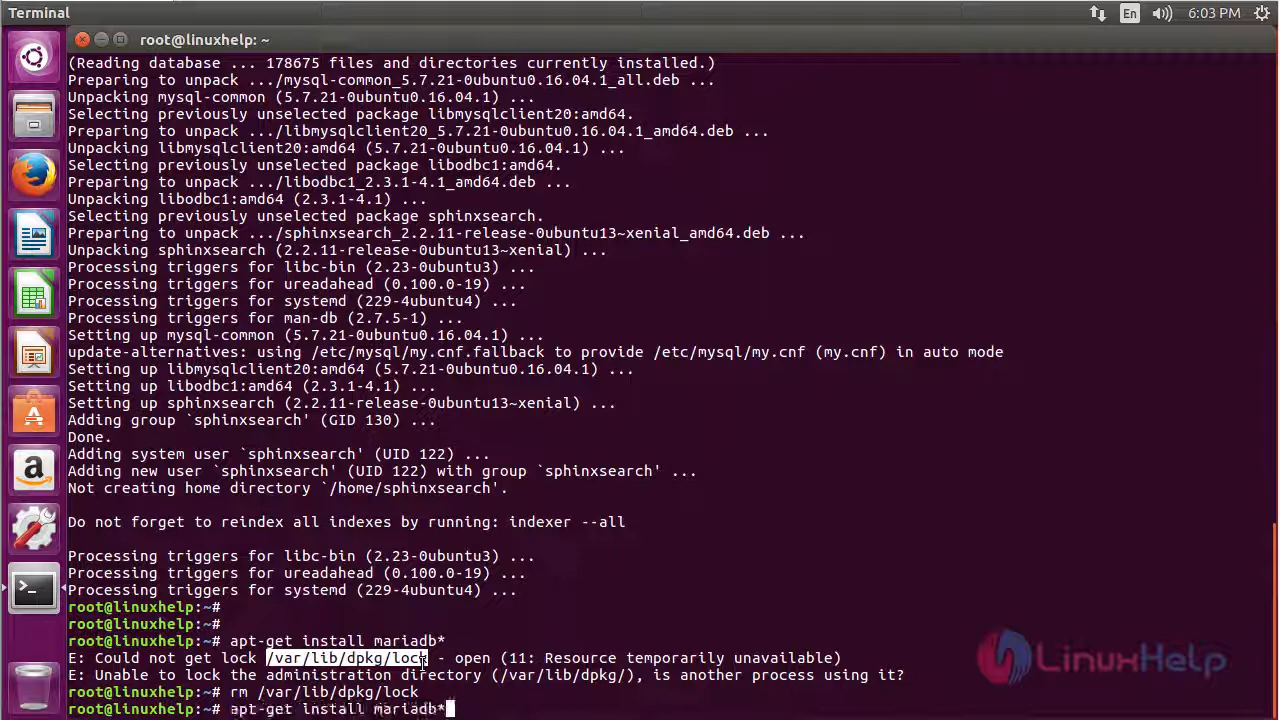 Terminal
En
6:03 PM
root@linuxhelp: ~
(Reading database ... 178675 files and directories currently installed.)
Preparing to unpack .../mysql-common_5.7.21-0ubuntu0.16.04.1_all.deb ...
Unpacking mysql-common (5.7.21-0ubuntu0.16.04.1) ...
Selecting previously unselected package libmysqlclient20:amd64.
Preparing to unpack .../libmysqlclient20_5.7.21-0ubuntu0.16.04.1_amd64.deb ...
Unpacking libmysqlclient20:amd64 (5.7.21-0ubuntu0.16.04.1) ...
Selecting previously unselected package libodbc1:amd64.
Preparing to unpack .../libodbc1_2.3.1-4.1_amd64.deb ...
Unpacking libodbc1:amd64 (2.3.1-4.1) ...
Selecting previously unselected package sphinxsearch.
Preparing to unpack .../sphinxsearch_2.2.11-release-0ubuntu13~xenial_amd64.deb ...
Unpacking sphinxsearch (2.2.11-release-0ubuntu13~xenial) ...
Processing triggers for libc-bin (2.23-0ubuntu3) ...
Processing triggers for ureadahead (0.100.0-19) ...
Processing triggers for systemd (229-4ubuntu4) ...
Processing triggers for man-db (2.7.5-1) ...
Setting up mysql-common (5.7.21-0ubuntu0.16.04.1) ...
update-alternatives: using /etc/mysql/my.cnf.fallback to provide /etc/mysql/my.cnf (my.cnf) in auto mode
Setting up libmysqlclient20:amd64 (5.7.21-0ubuntu0.16.04.1) ...
Setting up libodbc1:amd64 (2.3.1-4.1) ...
Setting up sphinxsearch (2.2.11-release-0ubuntu13~xenial) ...
Adding group `sphinxsearch' (GID 130) ...
Done.
Adding system user `sphinxsearch' (UID 122) ...
Adding new user `sphinxsearch' (UID 122) with group `sphinxsearch' ...
Not creating home directory `/home/sphinxsearch'.
Do not forget to reindex all indexes by running: indexer --all
Processing triggers for libc-bin (2.23-0ubuntu3) ...
Processing triggers for ureadahead (0.100.0-19) ...
Processing triggers for systemd (229-4ubuntu4) ...
root@linuxhelp:~#
root@linuxhelp:~#
root@linuxhelp:~# apt-get install mariadb*
E: Could not get lock /var/lib/dpkg/lock - open (11: Resource temporarily unavailable)
E: Unable to lock the administration directory (/var/lib/dpkg/), is another process using it?
root@linuxhelp:~# rm /var/lib/dpkg/lock
root@linuxhelp:~# apt-get install mariadb*
LinuxHelp